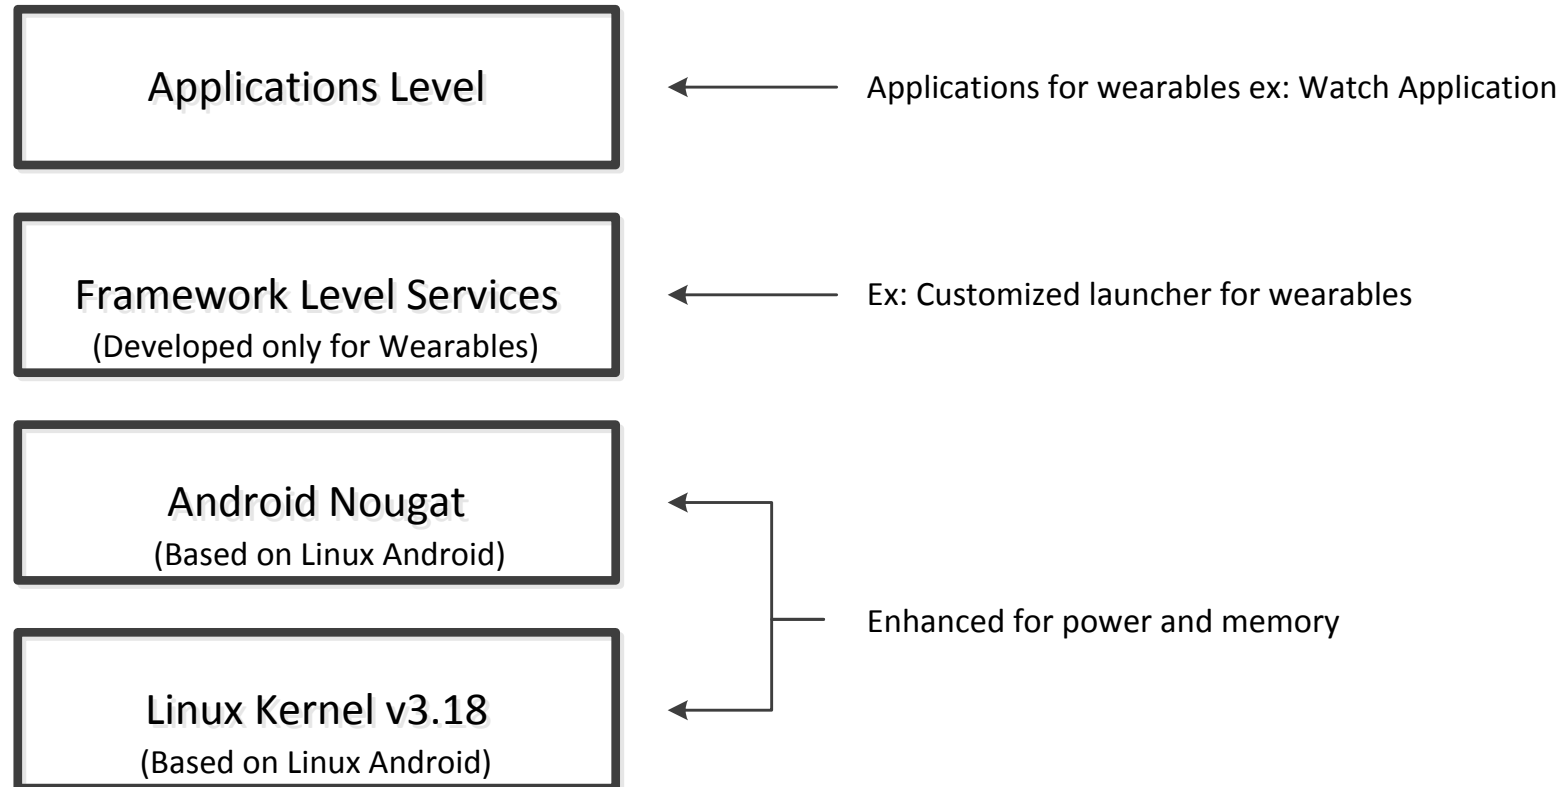 Applications Level
Applications for wearables ex: Watch Application
Framework Level Services
(Developed only for Wearables)
Ex: Customized launcher for wearables
Android Nougat
(Based on Linux Android)
Enhanced for power and memory
Linux Kernel v3.18
(Based on Linux Android)